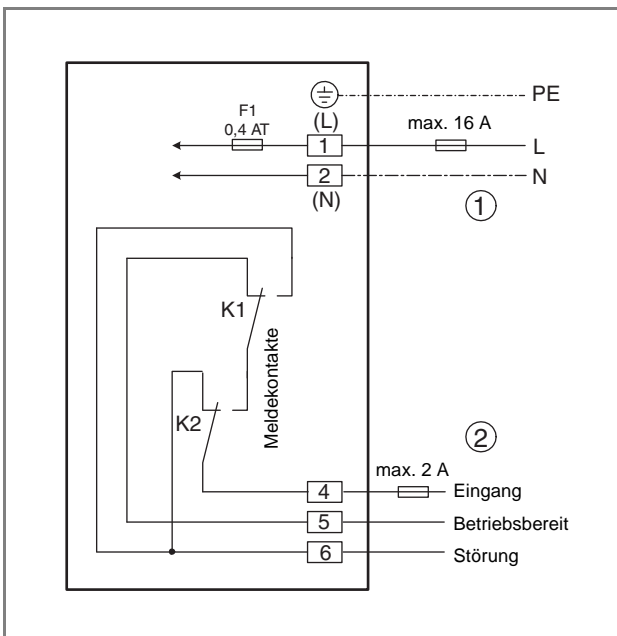 PE
F1
0,4 AT
(L)
1
max. 16 A
L
2
N
(N)
1
K1
Meldekontakte
K2
2
max. 2 A
4
Eingang
5
Betriebsbereit
6
Störung